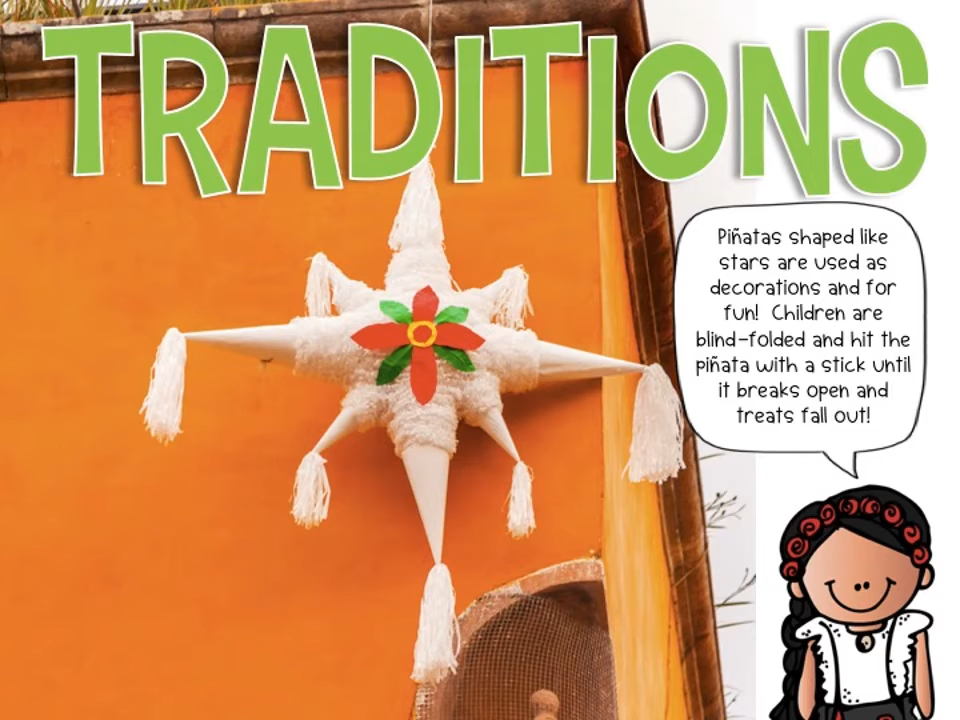 TRADITIONS
Piñatas shaped like
stars are used as
decorations and for
fun! Children are
blind-folded and hit the
piñata with a stick until
it breaks open and
treats fall out!